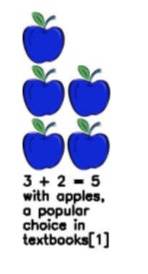 3 + 2 = 5
with apples,
a popular
choice in
textbooks[1]